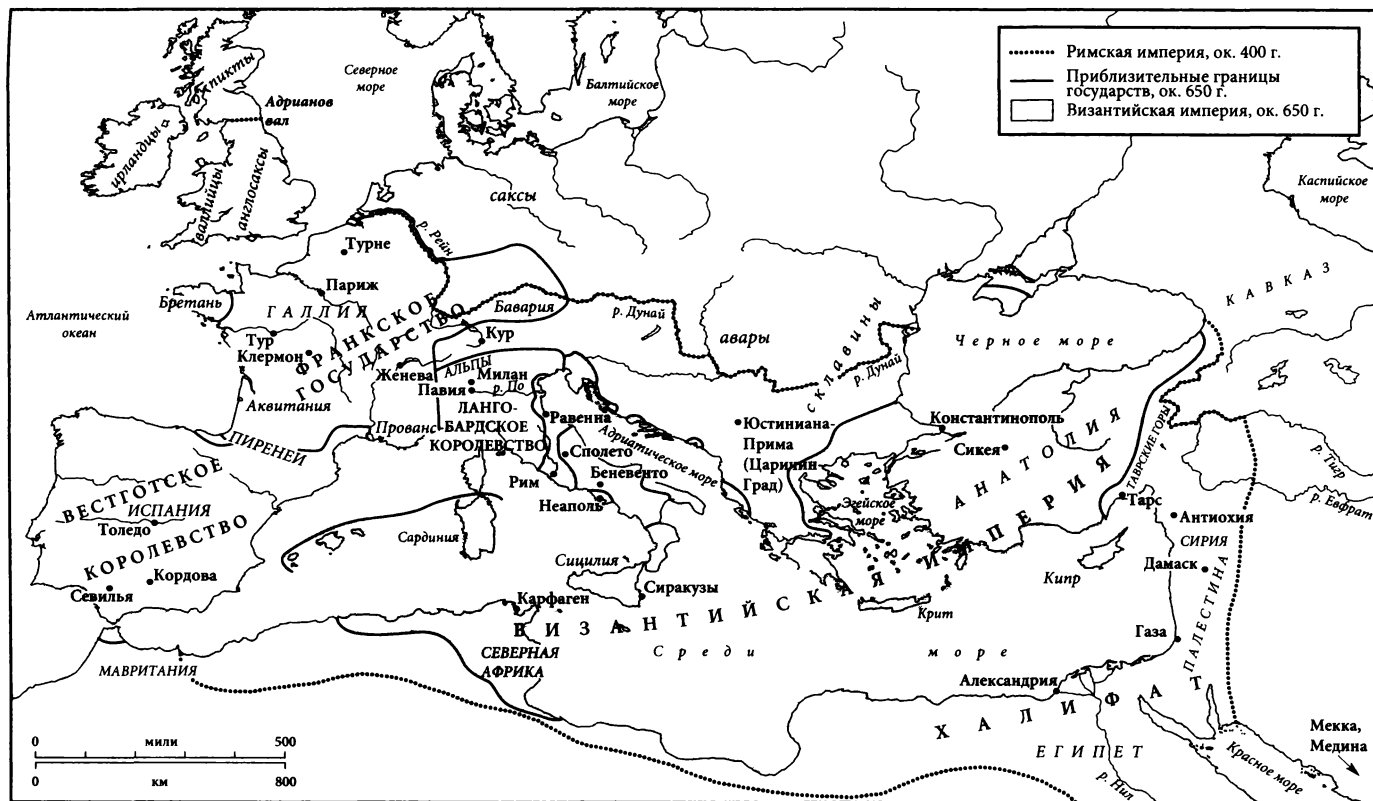 Римская империя, ок. 400 г.
Приблизительные границы
государств, ок. 650 г.
Византийская империя, ок. 650 г.
пикты
Адрианов
вал
ирландцы
валлийцы
англосаксы
Северное
море
Балтийское
море
Каспийское
море
КАВКАЗ
саксы
р. Рейн
Турне
Париж
Бретань
ГАЛЛИЯ
Атлантический
океан
Тур
Клермон
ФРАНКСКОЕ
ГОСУДАРСТВО
Бавария
Кур
р. Дунай
авары
склавины
р. Дунай
Черное море
Женева
АЛЬПЫ
Милан
Павия
р. По
Аквитания
Прованс
ЛАНГО-
БАРДСКОЕ
КОРОЛЕВСТВО
Равенна
Адриатическое море
Сполето
Беневенто
Рим
Неаполь
Юстиниана-
Прима
(Царичин-
Град)
Константинополь
Сикея
АНАТОЛИЯ
ТАВРСКИЕ ГОРЫ
р. Тигр
р. Евфрат
Тарс
Антиохия
СИРИЯ
Дамаск
ПИРЕНЕИ
ВЕСТГОТСКОЕ
КОРОЛЕВСТВО
ИСПАНИЯ
Толедо
Кордова
Севилья
Сардиния
Сицилия
Сиракузы
Эгейское
море
Кипр
Крит
Карфаген
ВИЗАНТИЙСКАЯ ИМПЕРИЯ
Среди море
СЕВЕРНАЯ
АФРИКА
МАВРИТАНИЯ
Газа
ПАЛЕСТИНА
Александрия
ХАЛИФАТ
ЕГИПЕТ
р. Нил
Красное море
Мекка,
Медина
0 мили 500
0 км 800